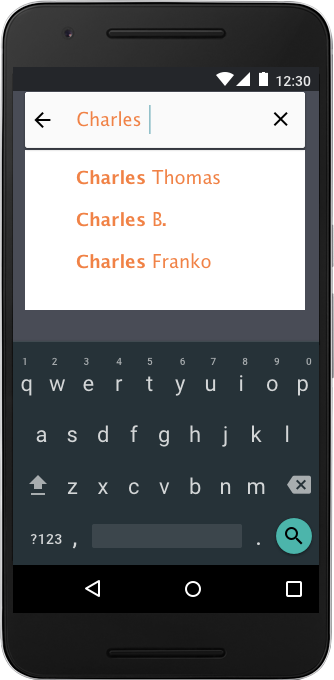 12:30
Charles
Charles Thomas
Charles B.
Charles Franko
1 2 3 4 5 6 7 8 9 0
q w e r t y u i o p
a s d f g h j k l
z x c v b n m
?123 , .